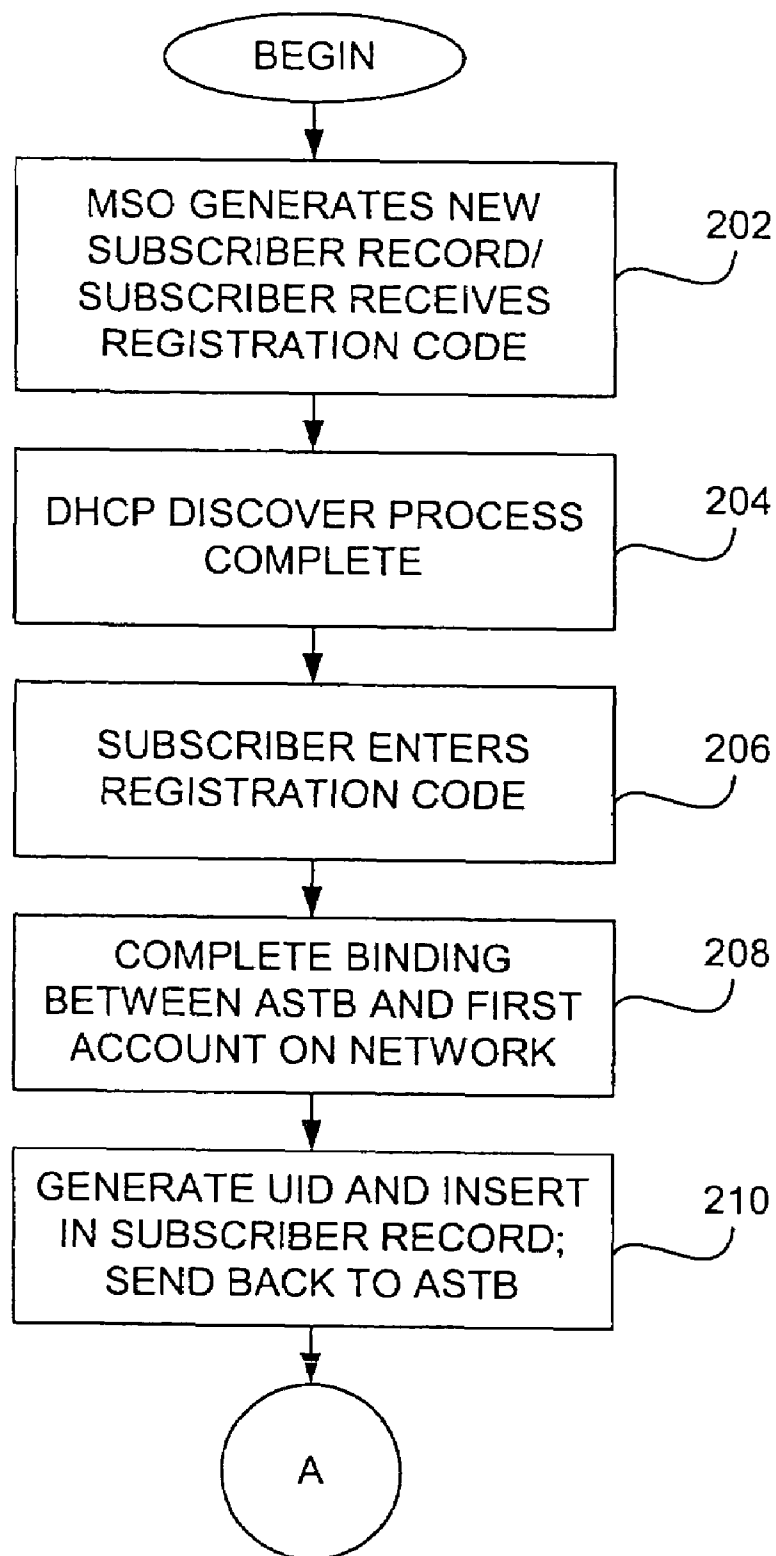 BEGIN
MSO GENERATES NEW
SUBSCRIBER RECORD/
SUBSCRIBER RECEIVES
REGISTRATION CODE
202
DHCP DISCOVER PROCESS
COMPLETE
204
SUBSCRIBER ENTERS
REGISTRATION CODE
206
COMPLETE BINDING
BETWEEN ASTB AND FIRST
ACCOUNT ON NETWORK
208
GENERATE UID AND INSERT
IN SUBSCRIBER RECORD;
SEND BACK TO ASTB
210
A